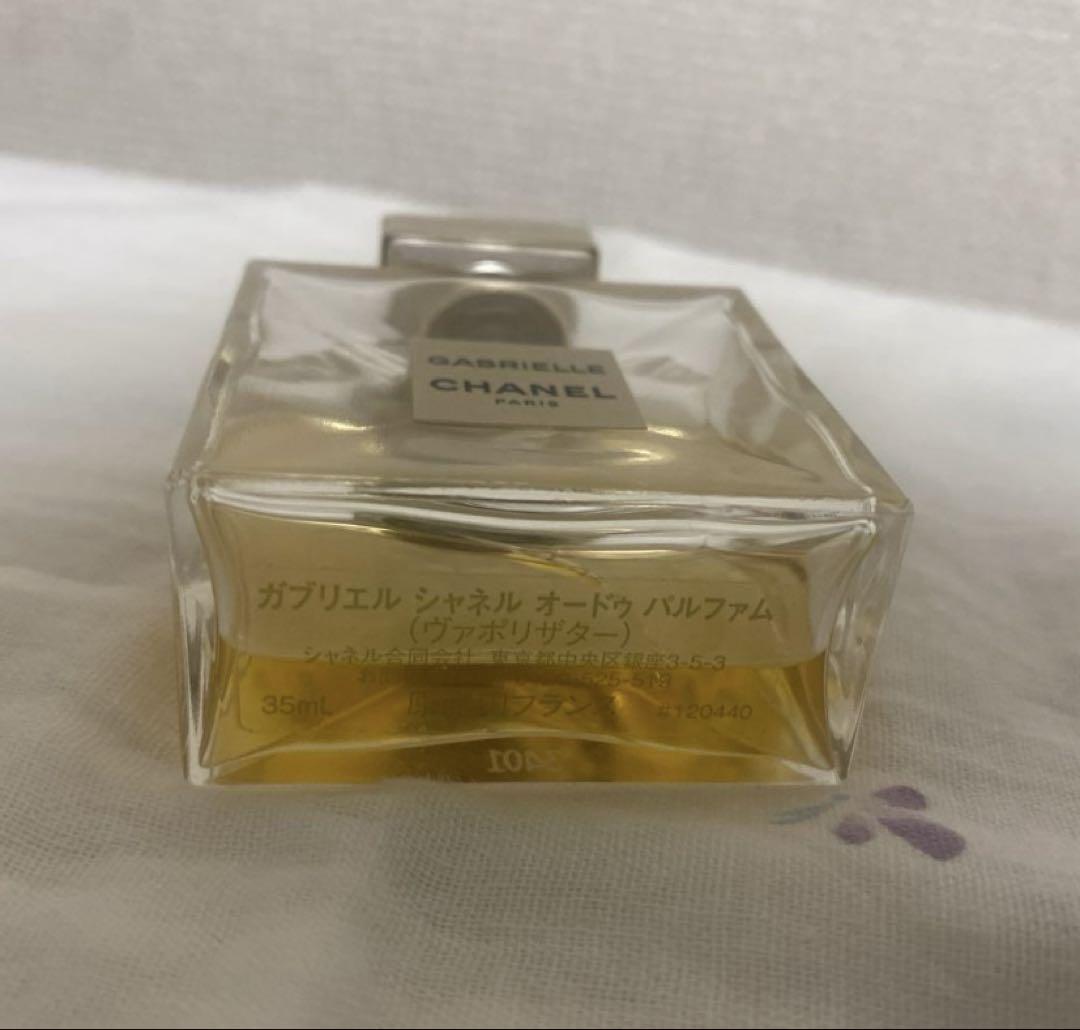 GABRIELLE
CHANEL
PARIS
ガブリエル シャネル オードゥ パルファム
(ヴァポリザター)
シャネル合同会社 東京都中央区銀座3-5-3
-525-519
35mL フランス #120440